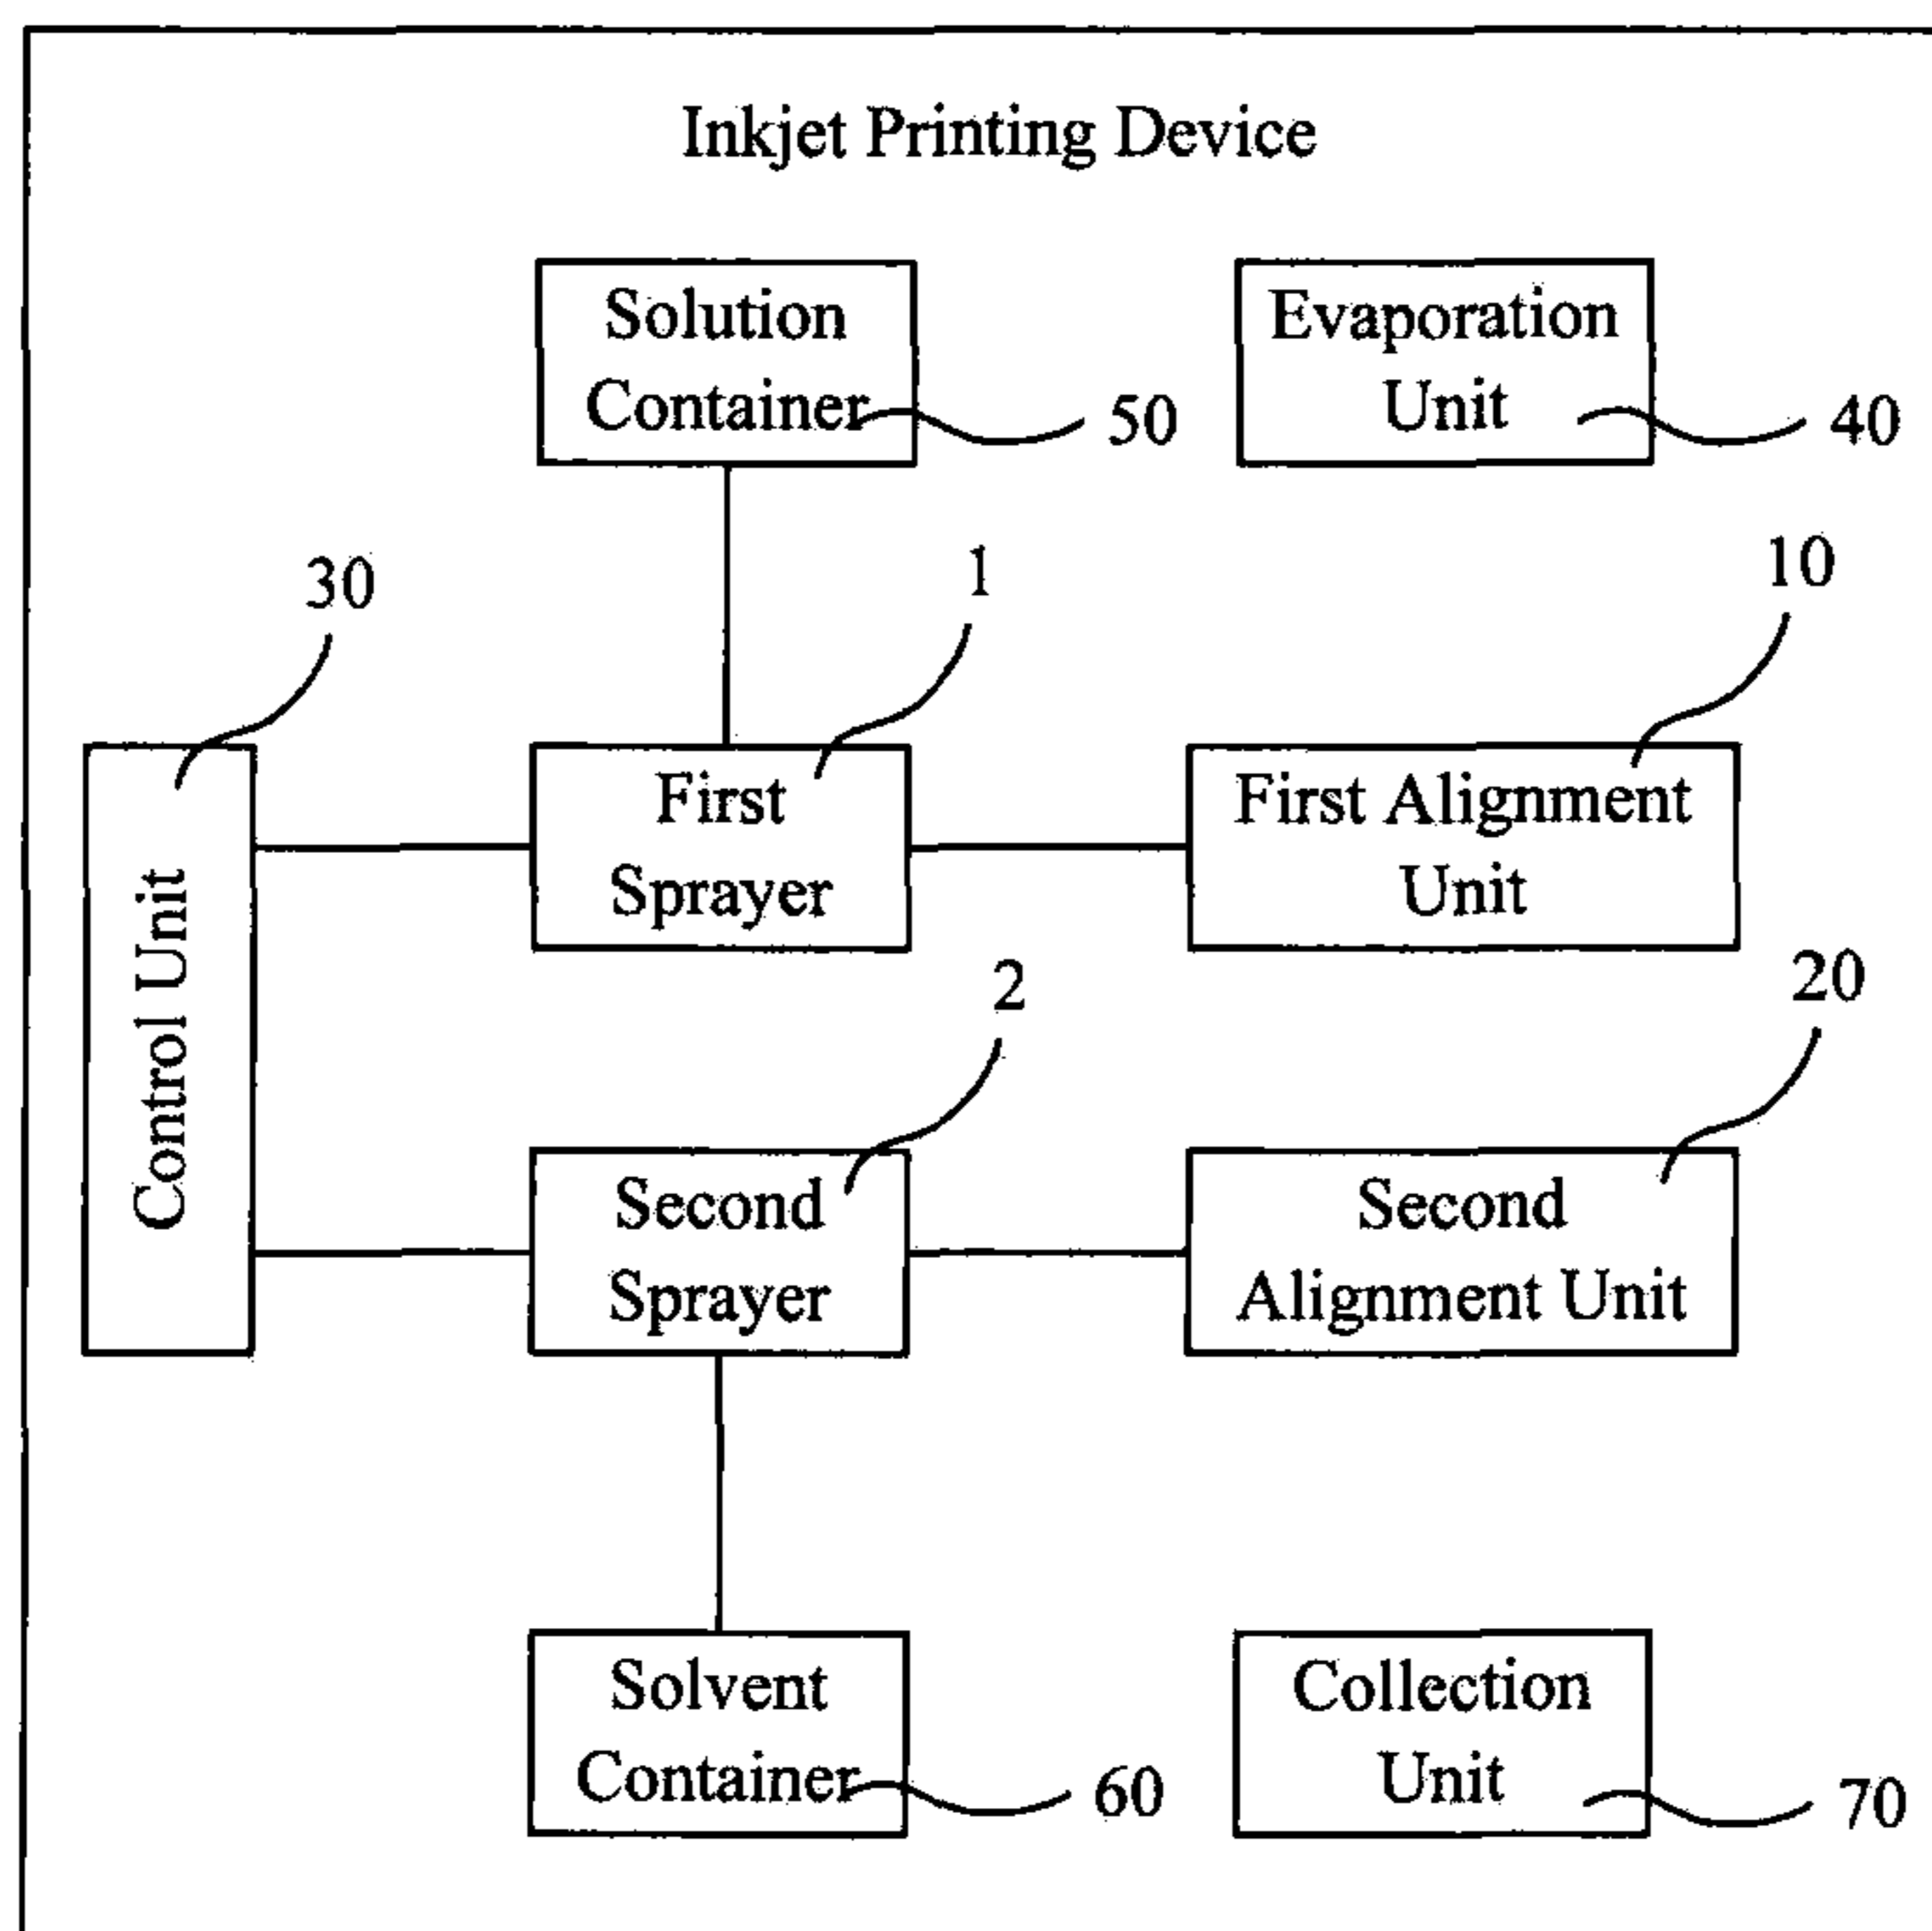 Inkjet Printing Device
Solution
Container
50
Evaporation
Unit
40
30
1
10
Control Unit
First
Sprayer
First Alignment
Unit
2
20
Second
Sprayer
Second
Alignment Unit
Solvent
Container
60
Collection
Unit
70